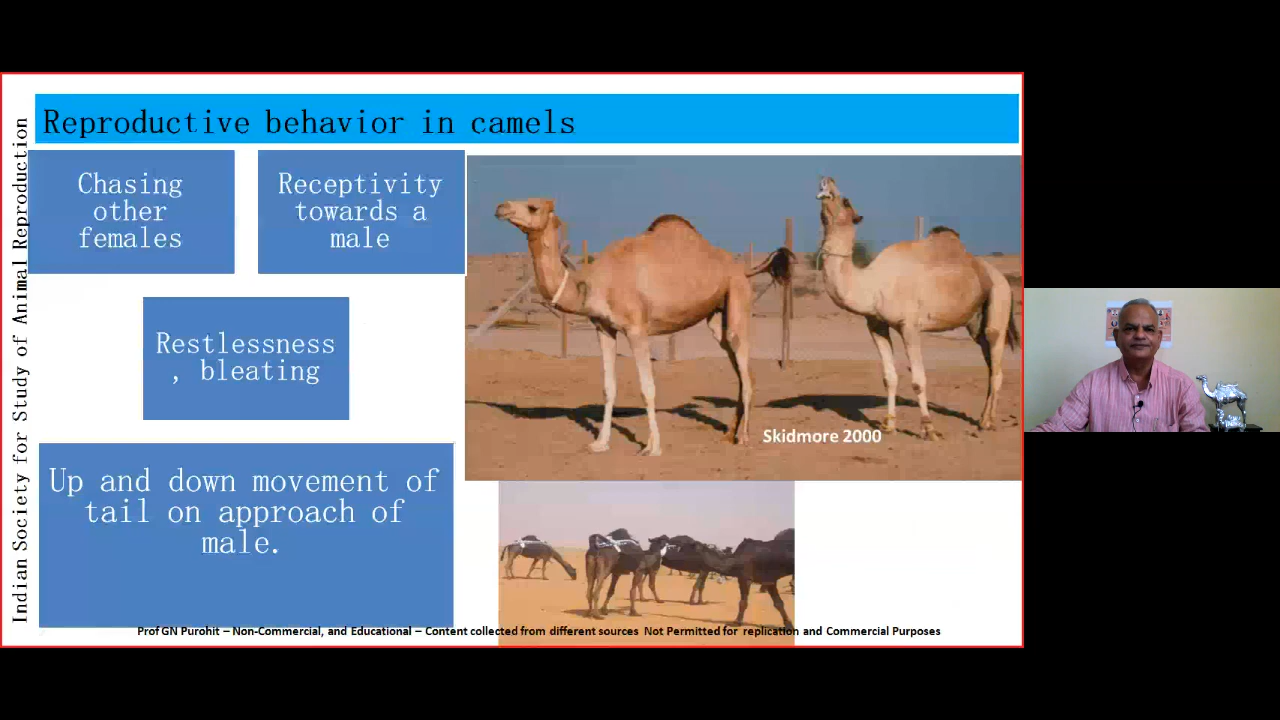 Reproductive behavior in camels
Indian Society for Study of Animal Reproduction
Chasing
other
females
Receptivity
towards a
male
Restlessness
, bleating
Up and down movement of
tail on approach of
male.
Skidmore 2000
Prof GN Purohit – Non-Commercial, and Educational – Content collected from different sources Not Permitted for replication and Commercial Purposes